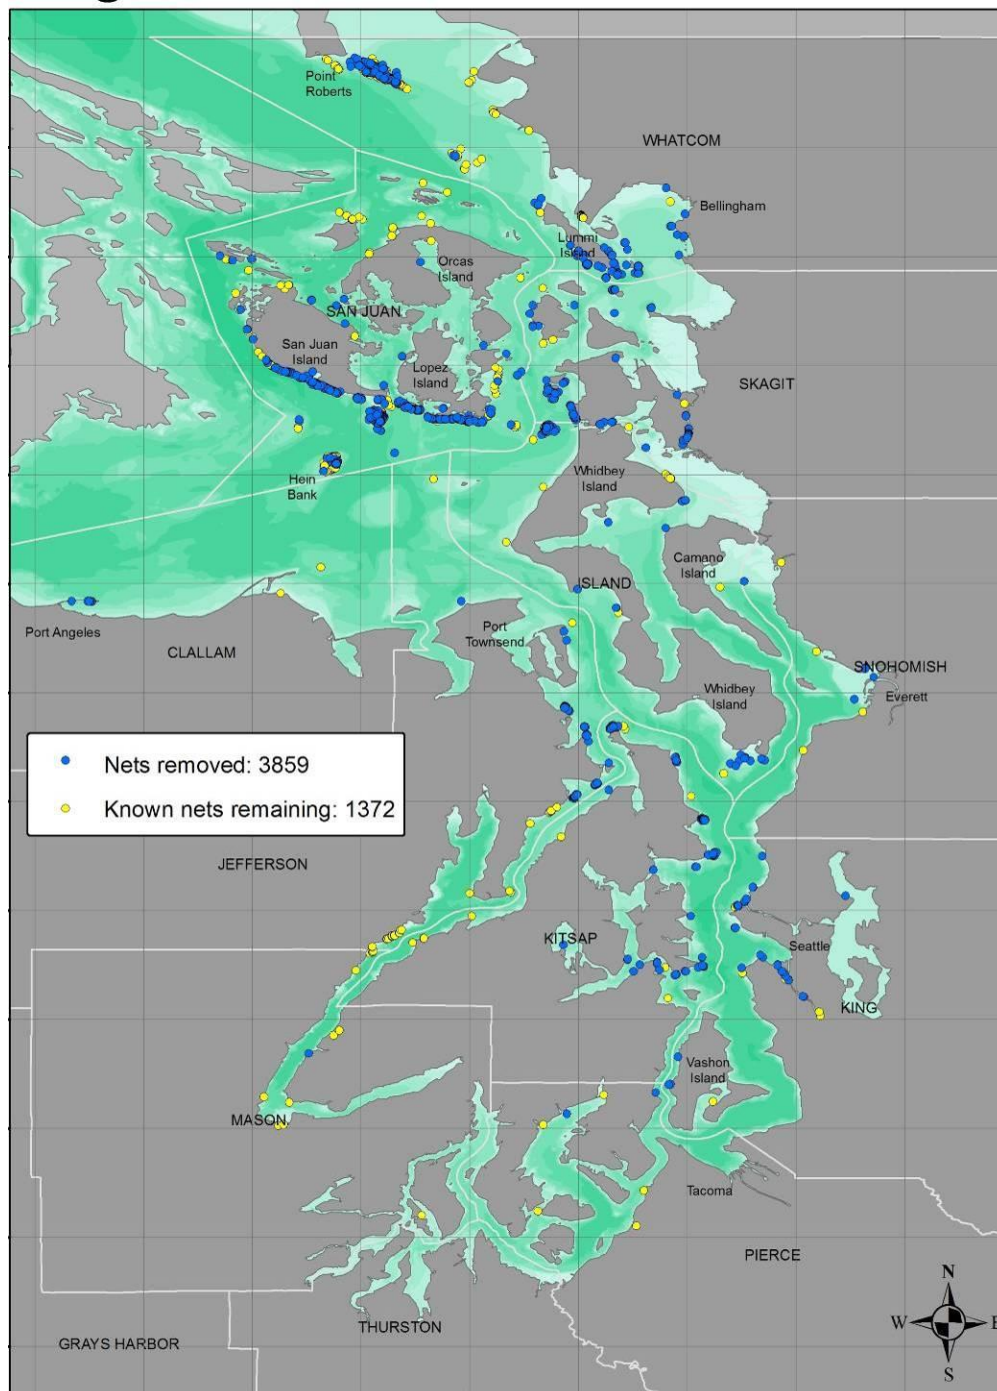 Point
Roberts
WHATCOM
Bellingham
Lummi
Island
Orcas
Island
SAN JUAN
San Juan
Island
Lopez
Island
SKAGIT
Hein
Bank
Whidbey
Island
Camano
Island
ISLAND
Port Angeles
Port
Townsend
CLALLAM
SNOHOMISH
Everett
Whidbey
Island
Nets removed: 3859
Known nets remaining: 1372
JEFFERSON
KITSAP
Seattle
KING
Vashon
Island
MASON
Tacoma
PIERCE
THURSTON
GRAYS HARBOR
N
W
E
S